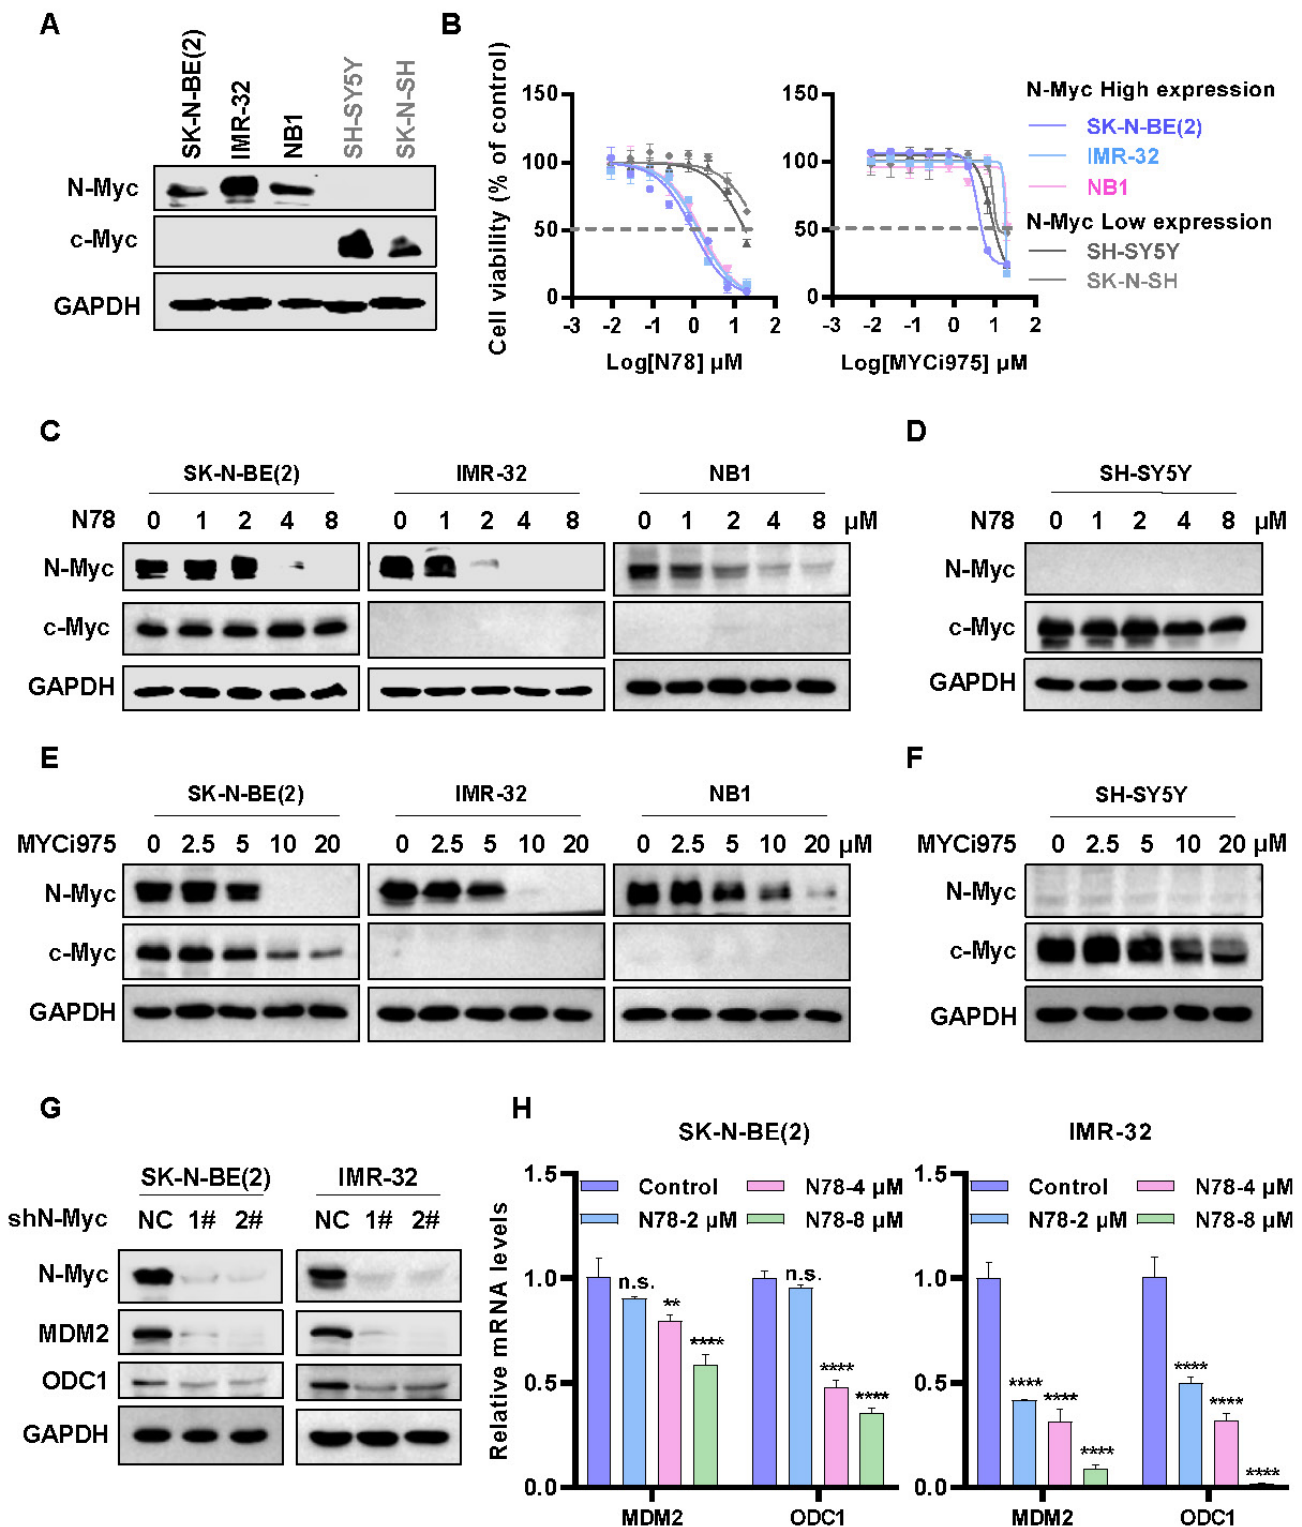 A
SK-N-BE(2)
IMR-32
NB1
SH-SY5Y
SK-N-SH
N-Myc
c-Myc
GAPDH
B
Cell viability (% of control)
150
100
50
0
-3 -2 -1 0 1 2
Log[N78] µM
150
100
50
0
-3 -2 -1 0 1 2
Log[MYCi975] µM
N-Myc High expression
SK-N-BE(2)
IMR-32
NB1
N-Myc Low expression
SH-SY5Y
SK-N-SH
C
SK-N-BE(2) IMR-32 NB1
N78 0 1 2 4 8 0 1 2 4 8 0 1 2 4 8 µM
N-Myc
c-Myc
GAPDH
D
SH-SY5Y
N78 0 1 2 4 8 µM
N-Myc
c-Myc
GAPDH
E
SK-N-BE(2) IMR-32 NB1
MYCi975 0 2.5 5 10 20 0 2.5 5 10 20 0 2.5 5 10 20 µM
N-Myc
c-Myc
GAPDH
F
SH-SY5Y
MYCi975 0 2.5 5 10 20 µM
N-Myc
c-Myc
GAPDH
G
SK-N-BE(2) IMR-32
shN-Myc NC 1# 2# NC 1# 2#
N-Myc
MDM2
ODC1
GAPDH
H
SK-N-BE(2)
Relative mRNA levels
1.5
1.0
0.5
0.0
Control N78-4 µM
N78-2 µM N78-8 µM
n.s. ** **** n.s. **** ****
MDM2 ODC1
IMR-32
1.5
1.0
0.5
0.0
Control N78-4 µM
N78-2 µM N78-8 µM
**** **** **** **** **** ****
MDM2 ODC1